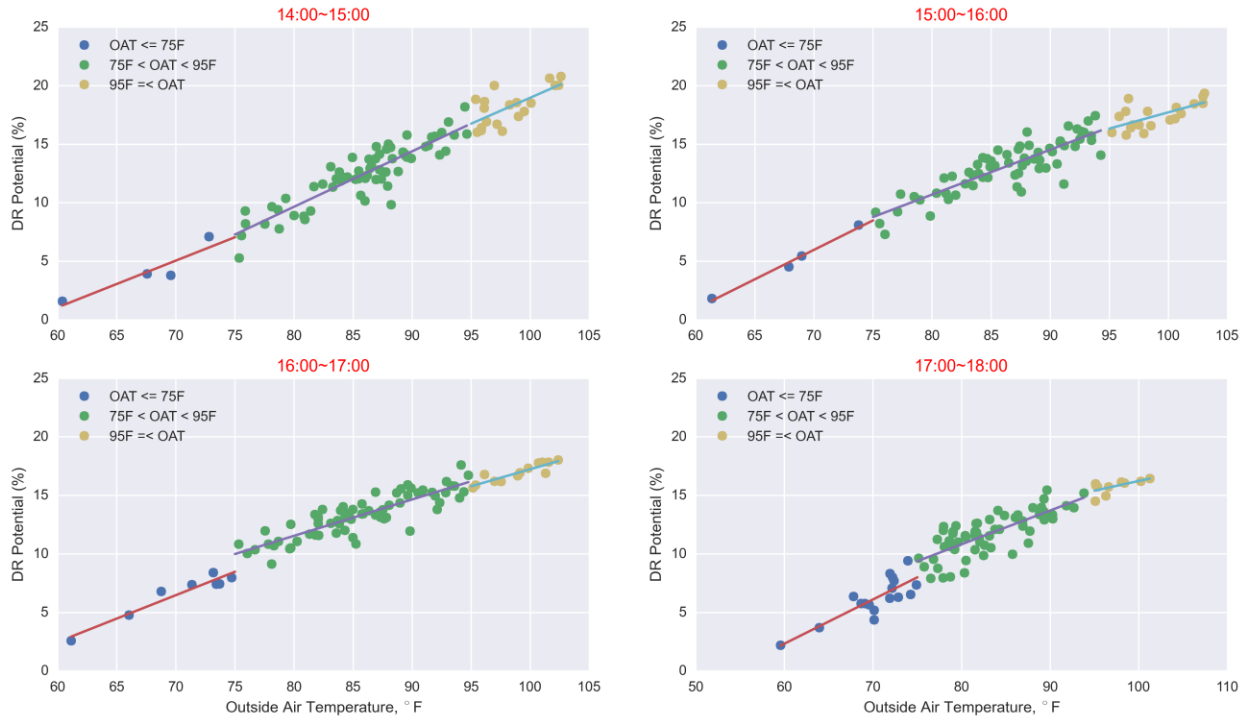 14:00~15:00
25
20
15
10
5
0
DR Potential (%)
OAT <= 75F
75F < OAT < 95F
95F =< OAT
60 65 70 75 80 85 90 95 100 105
15:00~16:00
25
20
15
10
5
0
DR Potential (%)
OAT <= 75F
75F < OAT < 95F
95F =< OAT
60 65 70 75 80 85 90 95 100 105
16:00~17:00
25
20
15
10
5
0
DR Potential (%)
OAT <= 75F
75F < OAT < 95F
95F =< OAT
60 65 70 75 80 85 90 95 100 105
Outside Air Temperature, °F
17:00~18:00
25
20
15
10
5
0
DR Potential (%)
OAT <= 75F
75F < OAT < 95F
95F =< OAT
50 60 70 80 90 100 110
Outside Air Temperature, °F